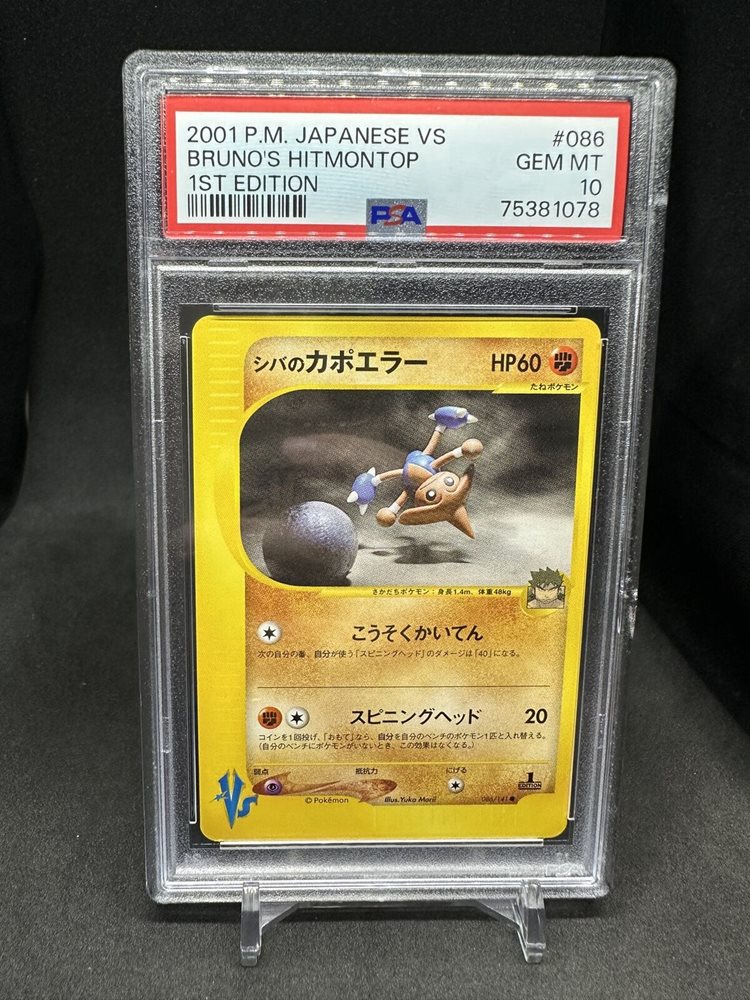 2001 P.M. JAPANESE VS #086
BRUNO'S HITMONTOP GEM MT
1ST EDITION 10
PSA 75381078
シバのカポエラー HP60
たねポケモン
さかだちポケモン：身長1.4m、体重48kg
こうそくかいてん
次の自分の番、自分が使う「スピニングヘッド」のダメージは「40」になる。
スピニングヘッド 20
コインを1回投げ、「おもて」なら、自分を自分のベンチのポケモン1匹と入れ替える。
（自分のベンチにポケモンがいないとき、この効果はなくなる。）
弱点 抵抗力 にげる
VS
1
EDITION
© Pokémon Illus. Yuka Morii 086/141